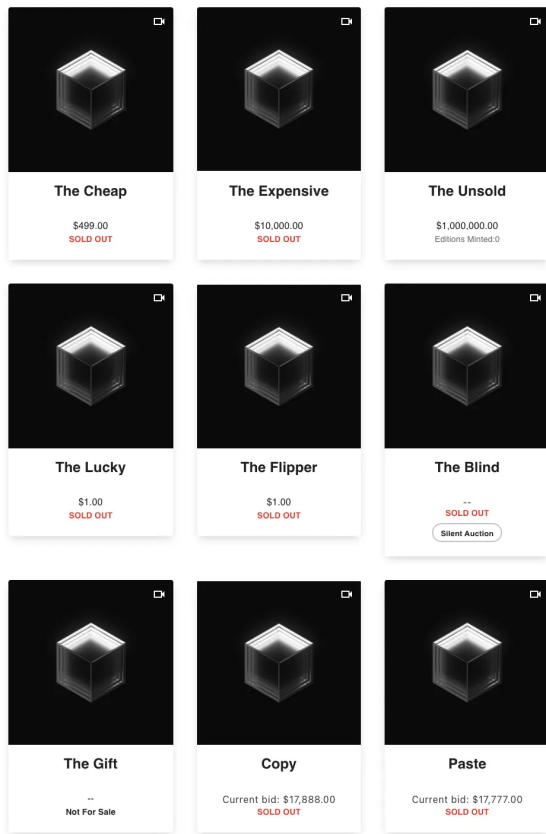 The Cheap
$499.00
SOLD OUT
The Expensive
$10,000.00
SOLD OUT
The Unsold
$1,000,000.00
Editions Minted:0
The Lucky
$1.00
SOLD OUT
The Flipper
$1.00
SOLD OUT
The Blind
--
SOLD OUT
Silent Auction
The Gift
--
Not For Sale
Copy
Current bid: $17,888.00
SOLD OUT
Paste
Current bid: $17,777.00
SOLD OUT